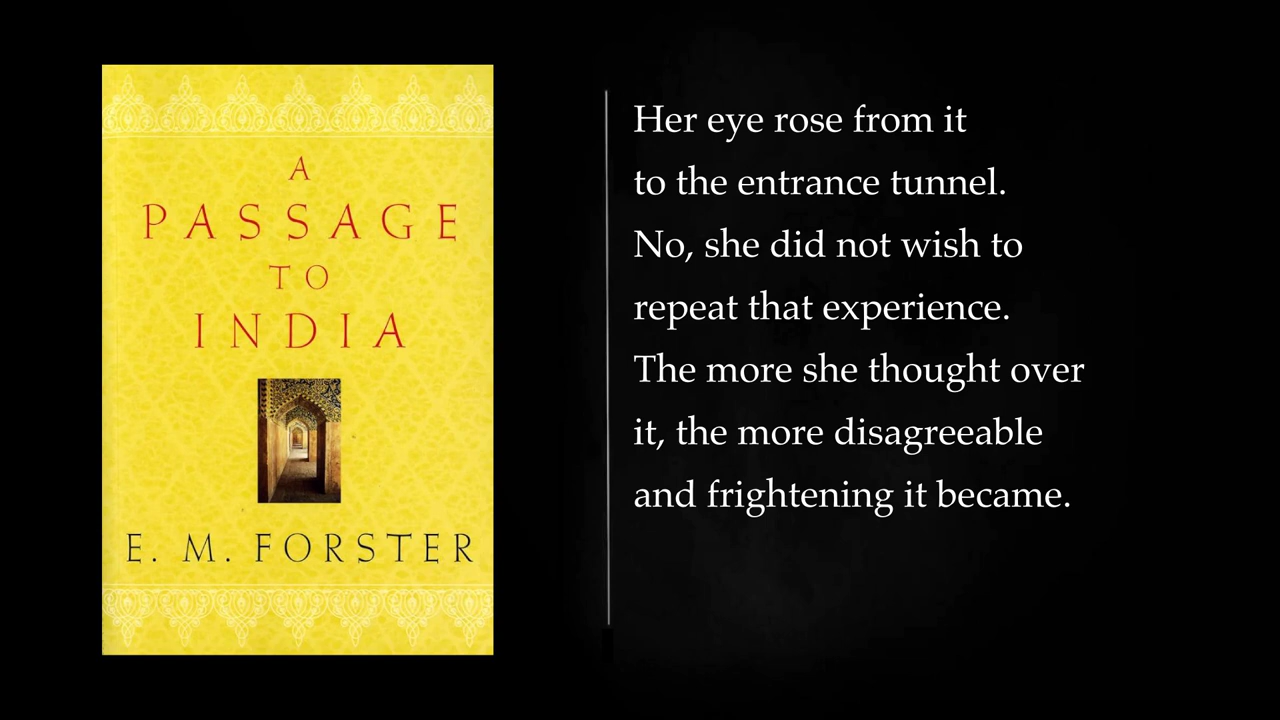 A
PASSAGE
TO
INDIA
E. M. FORSTER
Her eye rose from it
to the entrance tunnel.
No, she did not wish to
repeat that experience.
The more she thought over
it, the more disagreeable
and frightening it became.